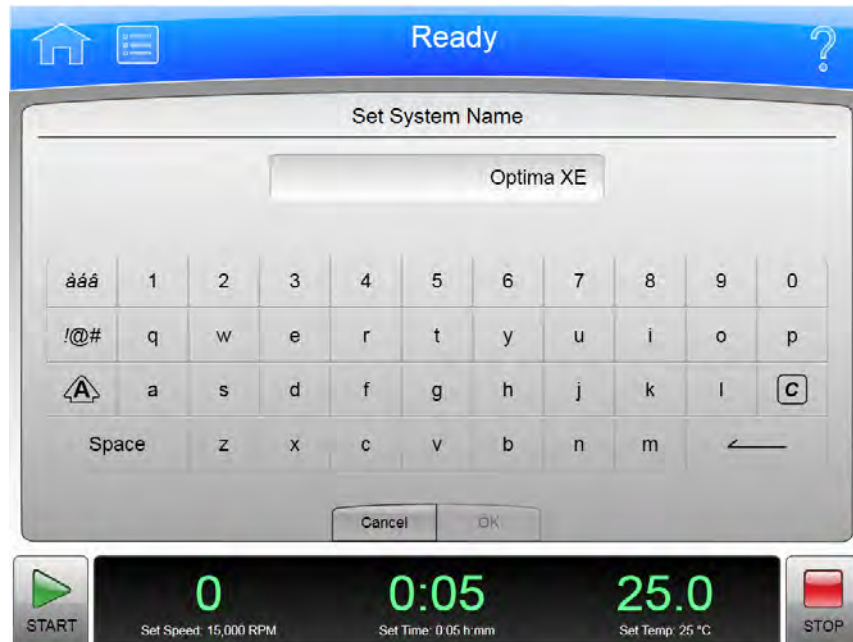 Ready
Set System Name
Optima XE
àáâ 1 2 3 4 5 6 7 8 9 0
!@# q w e r t y u i o p
A a s d f g h j k l C
Space z x c v b n m
Cancel OK
START 0 0:05 25.0 STOP
Set Speed: 15,000 RPM Set Time: 0:05 h:mm Set Temp: 25 °C